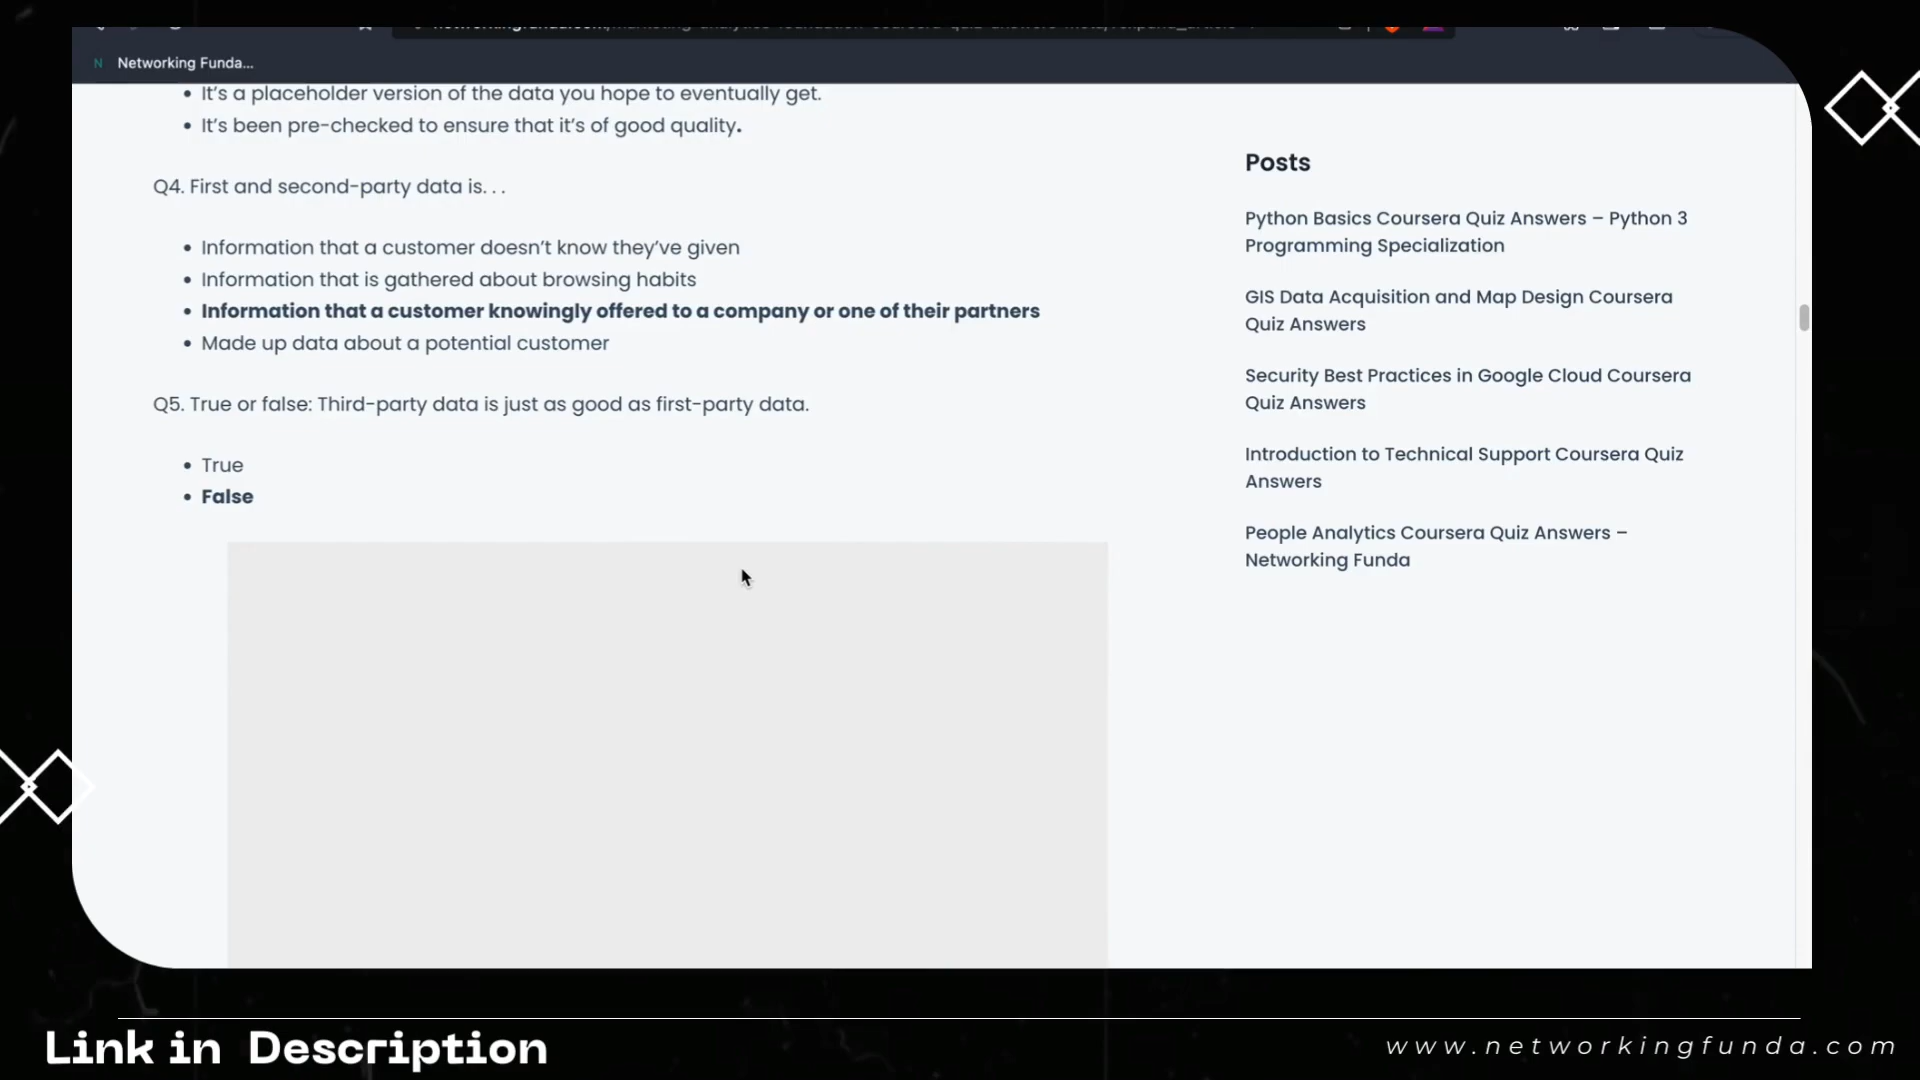 Networking Funda...
• It’s a placeholder version of the data you hope to eventually get.
• It’s been pre-checked to ensure that it’s of good quality.
Q4. First and second-party data is. . .
• Information that a customer doesn’t know they’ve given
• Information that is gathered about browsing habits
• Information that a customer knowingly offered to a company or one of their partners
• Made up data about a potential customer
Q5. True or false: Third-party data is just as good as first-party data.
• True
• False
Posts
Python Basics Coursera Quiz Answers – Python 3
Programming Specialization
GIS Data Acquisition and Map Design Coursera
Quiz Answers
Security Best Practices in Google Cloud Coursera
Quiz Answers
Introduction to Technical Support Coursera Quiz
Answers
People Analytics Coursera Quiz Answers –
Networking Funda
Link in Description
www.networkingfunda.com